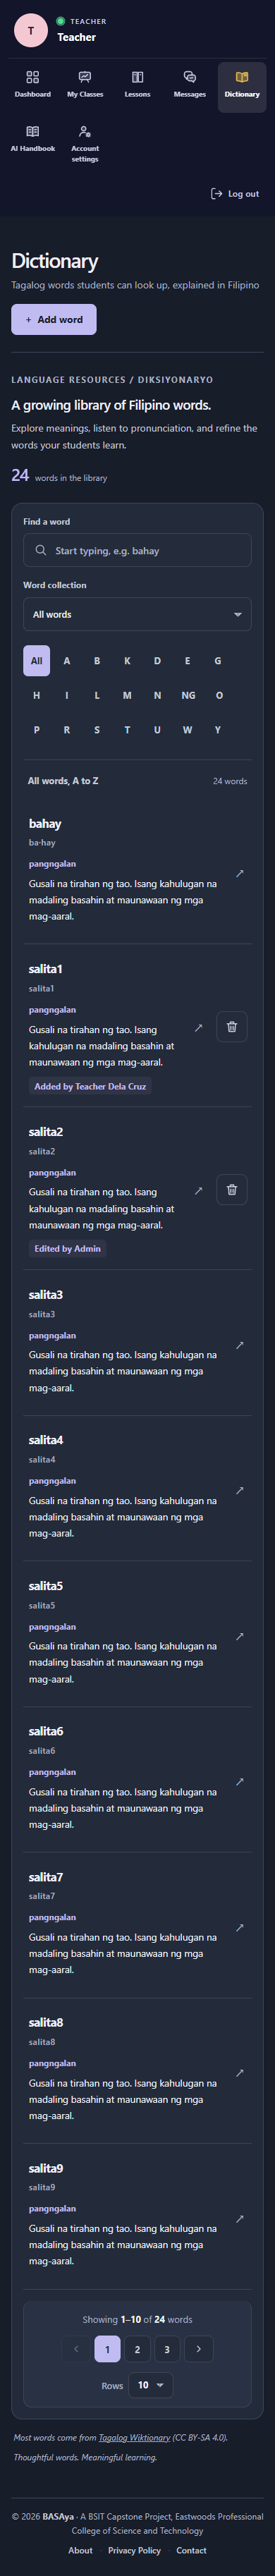 T
TEACHER
Teacher
Dashboard
My Classes
Lessons
Messages
Dictionary
AI Handbook
Account
settings
Log out
Dictionary
Tagalog words students can look up, explained in Filipino
+ Add word
LANGUAGE RESOURCES / DIKSIYONARYO
A growing library of Filipino words.
Explore meanings, listen to pronunciation, and refine the
words your students learn.
24 words in the library
Find a word
Start typing, e.g. bahay
Word collection
All words
All A B K D E G
H I L M N NG O
P R S T U W Y
All words, A to Z 24 words
bahay
ba·hay
pangngalan
Gusali na tirahan ng tao. Isang kahulugan na
madaling basahin at maunawaan ng mga
mag-aaral.
salita1
salita1
pangngalan
Gusali na tirahan ng tao. Isang
kahulugan na madaling basahin at
maunawaan ng mga mag-aaral.
Added by Teacher Dela Cruz
salita2
salita2
pangngalan
Gusali na tirahan ng tao. Isang
kahulugan na madaling basahin at
maunawaan ng mga mag-aaral.
Edited by Admin
salita3
salita3
pangngalan
Gusali na tirahan ng tao. Isang kahulugan na
madaling basahin at maunawaan ng mga
mag-aaral.
salita4
salita4
pangngalan
Gusali na tirahan ng tao. Isang kahulugan na
madaling basahin at maunawaan ng mga
mag-aaral.
salita5
salita5
pangngalan
Gusali na tirahan ng tao. Isang kahulugan na
madaling basahin at maunawaan ng mga
mag-aaral.
salita6
salita6
pangngalan
Gusali na tirahan ng tao. Isang kahulugan na
madaling basahin at maunawaan ng mga
mag-aaral.
salita7
salita7
pangngalan
Gusali na tirahan ng tao. Isang kahulugan na
madaling basahin at maunawaan ng mga
mag-aaral.
salita8
salita8
pangngalan
Gusali na tirahan ng tao. Isang kahulugan na
madaling basahin at maunawaan ng mga
mag-aaral.
salita9
salita9
pangngalan
Gusali na tirahan ng tao. Isang kahulugan na
madaling basahin at maunawaan ng mga
mag-aaral.
Showing 1–10 of 24 words
‹ 1 2 3 ›
Rows 10
Most words come from Tagalog Wiktionary (CC BY-SA 4.0).
Thoughtful words. Meaningful learning.
© 2026 BASAya · A BSIT Capstone Project, Eastwoods Professional
College of Science and Technology
About · Privacy Policy · Contact